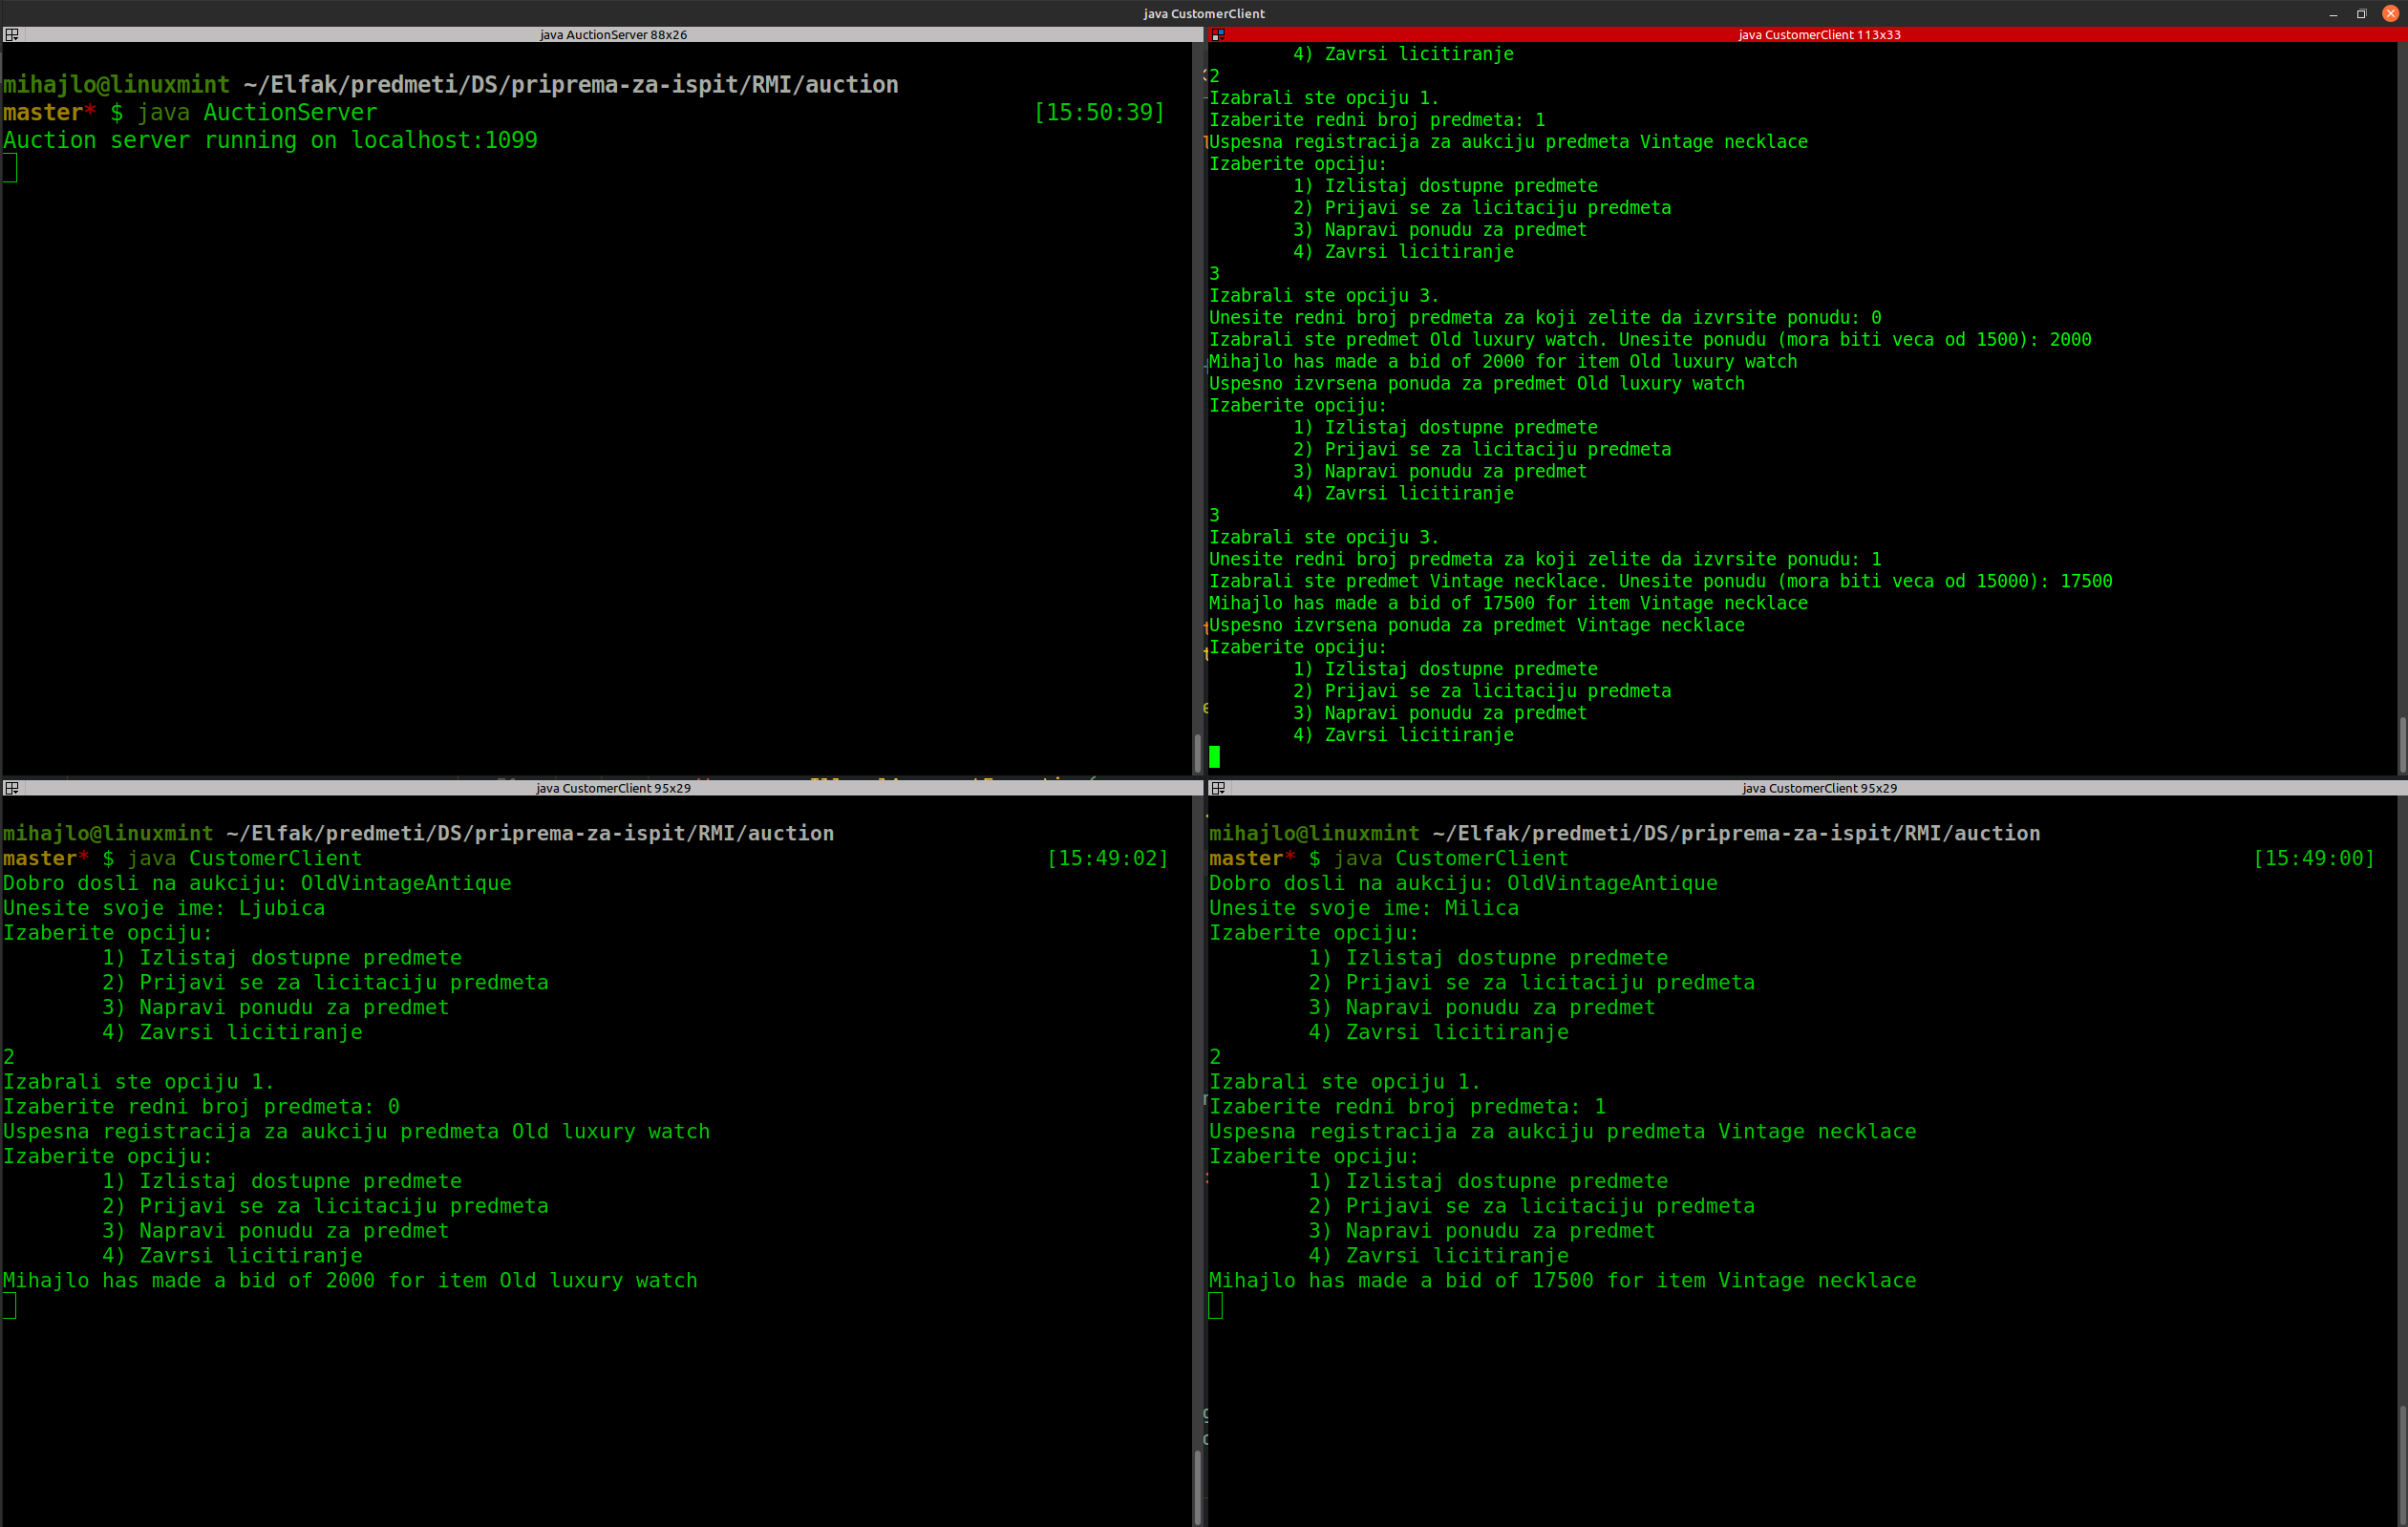 java CustomerClient
java AuctionServer 88x26
mihajlo@linuxmint ~/Elfak/predmeti/DS/priprema-za-ispit/RMI/auction
master* $ java AuctionServer [15:50:39]
Auction server running on localhost:1099
java CustomerClient 113x33
4) Zavrsi licitiranje
2
Izabrali ste opciju 1.
Izaberite redni broj predmeta: 1
Uspesna registracija za aukciju predmeta Vintage necklace
Izaberite opciju:
1) Izlistaj dostupne predmete
2) Prijavi se za licitaciju predmeta
3) Napravi ponudu za predmet
4) Zavrsi licitiranje
3
Izabrali ste opciju 3.
Unesite redni broj predmeta za koji zelite da izvrsite ponudu: 0
Izabrali ste predmet Old luxury watch. Unesite ponudu (mora biti veca od 1500): 2000
Mihajlo has made a bid of 2000 for item Old luxury watch
Uspesno izvrsena ponuda za predmet Old luxury watch
Izaberite opciju:
1) Izlistaj dostupne predmete
2) Prijavi se za licitaciju predmeta
3) Napravi ponudu za predmet
4) Zavrsi licitiranje
3
Izabrali ste opciju 3.
Unesite redni broj predmeta za koji zelite da izvrsite ponudu: 1
Izabrali ste predmet Vintage necklace. Unesite ponudu (mora biti veca od 15000): 17500
Mihajlo has made a bid of 17500 for item Vintage necklace
Uspesno izvrsena ponuda za predmet Vintage necklace
Izaberite opciju:
1) Izlistaj dostupne predmete
2) Prijavi se za licitaciju predmeta
3) Napravi ponudu za predmet
4) Zavrsi licitiranje
java CustomerClient 95x29
mihajlo@linuxmint ~/Elfak/predmeti/DS/priprema-za-ispit/RMI/auction
master* $ java CustomerClient [15:49:02]
Dobro dosli na aukciju: OldVintageAntique
Unesite svoje ime: Ljubica
Izaberite opciju:
1) Izlistaj dostupne predmete
2) Prijavi se za licitaciju predmeta
3) Napravi ponudu za predmet
4) Zavrsi licitiranje
2
Izabrali ste opciju 1.
Izaberite redni broj predmeta: 0
Uspesna registracija za aukciju predmeta Old luxury watch
Izaberite opciju:
1) Izlistaj dostupne predmete
2) Prijavi se za licitaciju predmeta
3) Napravi ponudu za predmet
4) Zavrsi licitiranje
Mihajlo has made a bid of 2000 for item Old luxury watch
java CustomerClient 95x29
mihajlo@linuxmint ~/Elfak/predmeti/DS/priprema-za-ispit/RMI/auction
master* $ java CustomerClient [15:49:00]
Dobro dosli na aukciju: OldVintageAntique
Unesite svoje ime: Milica
Izaberite opciju:
1) Izlistaj dostupne predmete
2) Prijavi se za licitaciju predmeta
3) Napravi ponudu za predmet
4) Zavrsi licitiranje
2
Izabrali ste opciju 1.
Izaberite redni broj predmeta: 1
Uspesna registracija za aukciju predmeta Vintage necklace
Izaberite opciju:
1) Izlistaj dostupne predmete
2) Prijavi se za licitaciju predmeta
3) Napravi ponudu za predmet
4) Zavrsi licitiranje
Mihajlo has made a bid of 17500 for item Vintage necklace